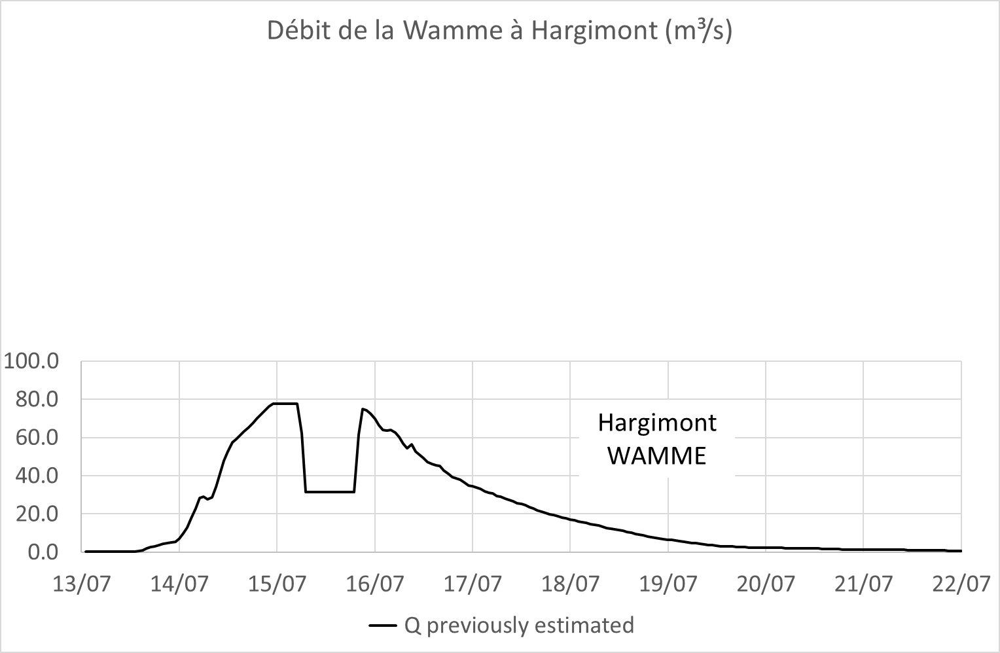 Débit de la Wamme à Hargimont (m³/s)
100.0
80.0
60.0
40.0
20.0
0.0
Hargimont
WAMME
13/07 14/07 15/07 16/07 17/07 18/07 19/07 20/07 21/07 22/07
Q previously estimated